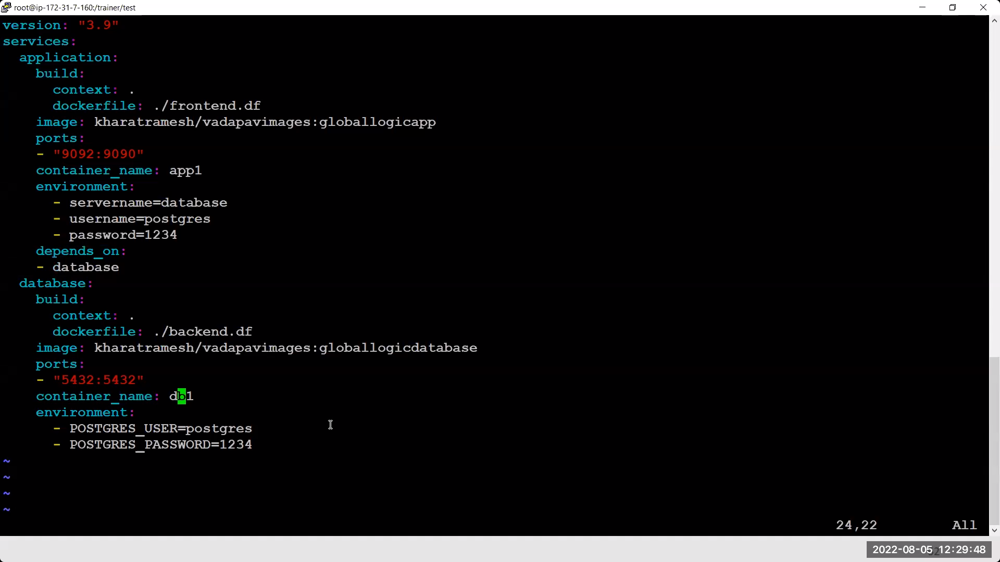 root@ip-172-31-7-160:/trainer/test
version: "3.9"
services:
  application:
    build:
      context: .
      dockerfile: ./frontend.df
    image: kharatramesh/vadapavimages:globallogicapp
    ports:
    - "9092:9090"
    container_name: app1
    environment:
      - servername=database
      - username=postgres
      - password=1234
    depends_on:
    - database
  database:
    build:
      context: .
      dockerfile: ./backend.df
    image: kharatramesh/vadapavimages:globallogicdatabase
    ports:
    - "5432:5432"
    container_name: db1
    environment:
      - POSTGRES_USER=postgres
      - POSTGRES_PASSWORD=1234
~
~
~
~
24,22 All
2022-08-05 12:29:48